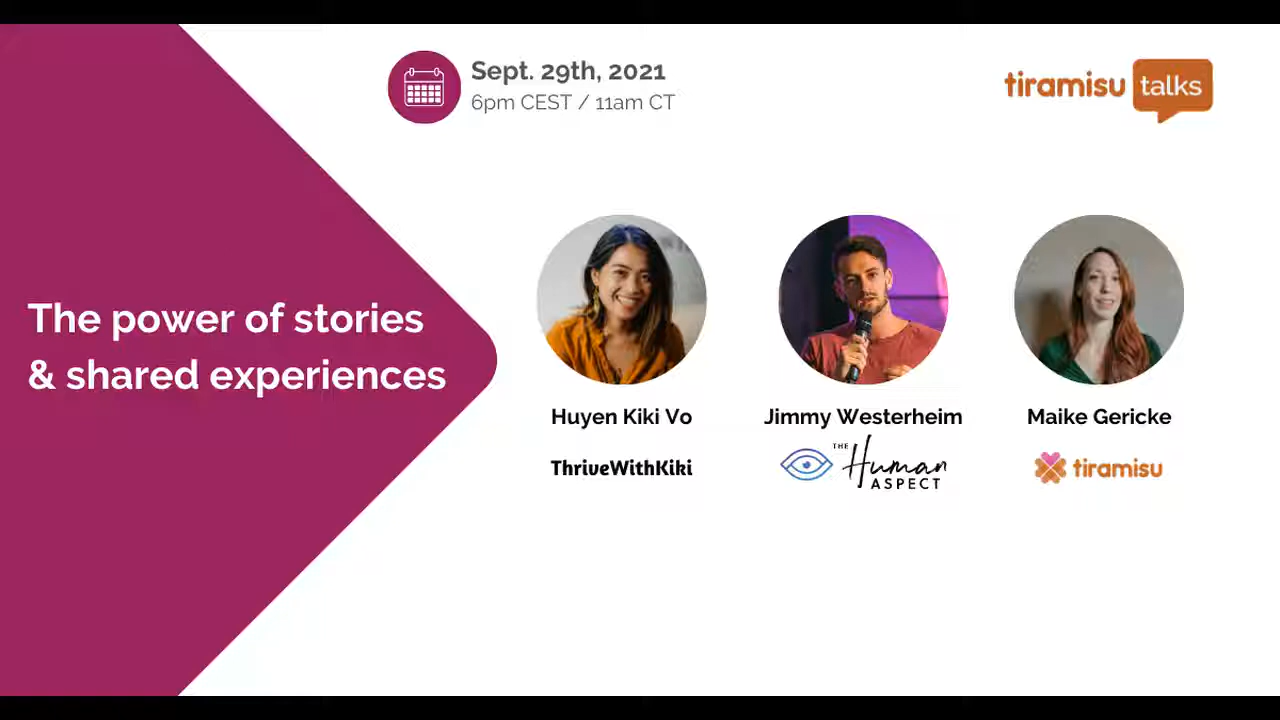 Sept. 29th, 2021
6pm CEST / 11am CT
tiramisu talks
The power of stories
& shared experiences
Huyen Kiki Vo
Jimmy Westerheim
Maike Gericke
ThriveWithKiki
THE Human
ASPECT
tiramisu